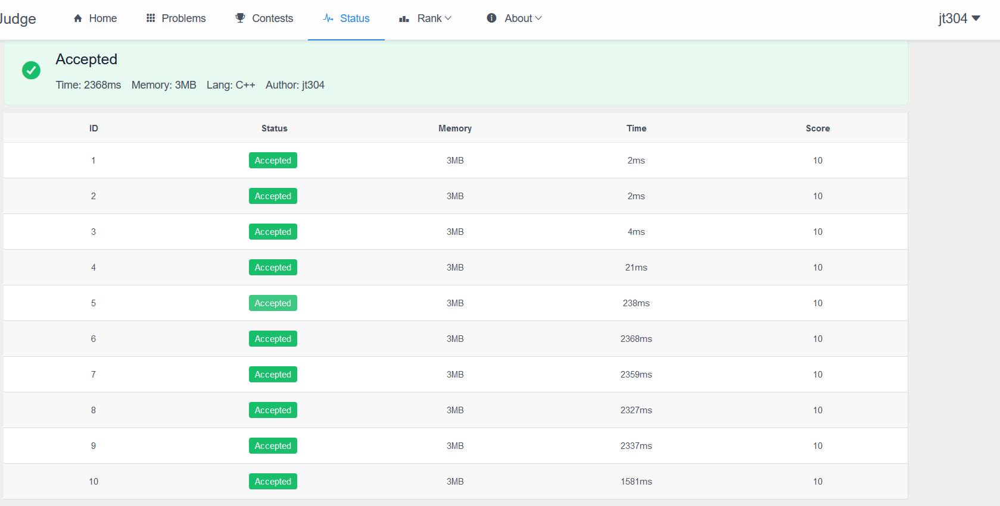 Judge Home Problems Contests Status Rank About jt304
Accepted
Time: 2368ms Memory: 3MB Lang: C++ Author: jt304
ID Status Memory Time Score
1 Accepted 3MB 2ms 10
2 Accepted 3MB 2ms 10
3 Accepted 3MB 4ms 10
4 Accepted 3MB 21ms 10
5 Accepted 3MB 238ms 10
6 Accepted 3MB 2368ms 10
7 Accepted 3MB 2359ms 10
8 Accepted 3MB 2327ms 10
9 Accepted 3MB 2337ms 10
10 Accepted 3MB 1581ms 10